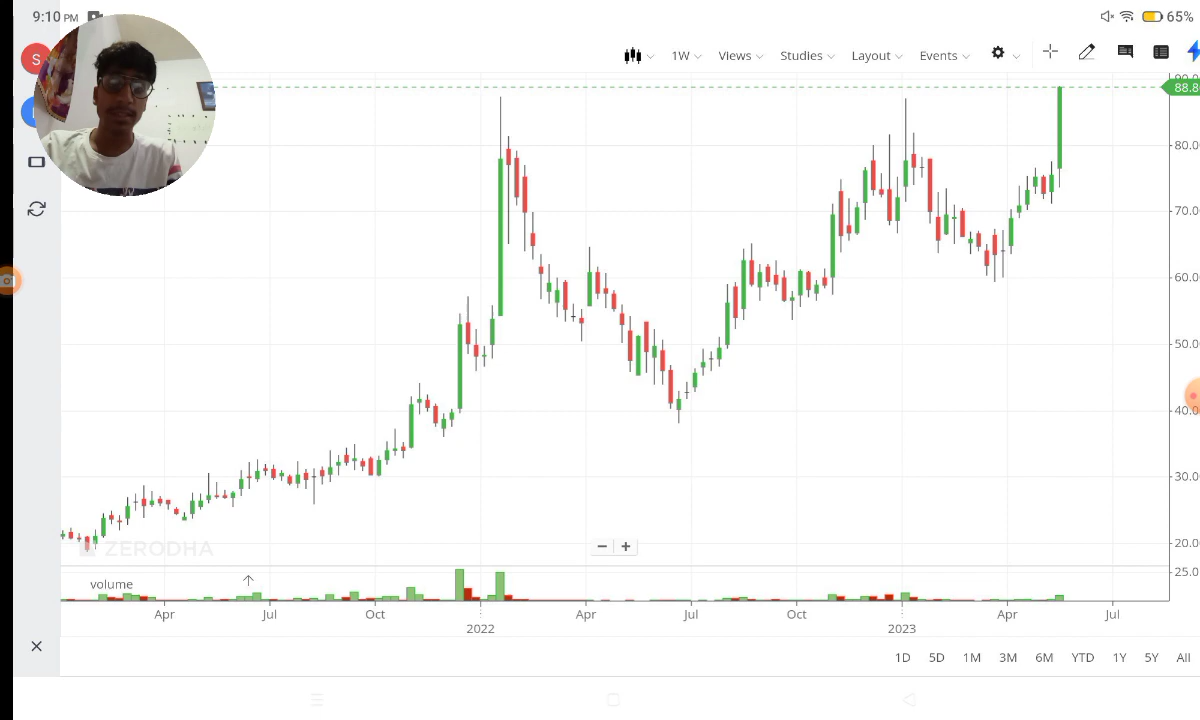 9:10 PM
65%
S
1W Views Studies Layout Events
88.8
80.0
70.0
60.0
50.0
40.0
30.0
20.0
ZERODHA
25.0
volume
Apr Jul Oct 2022 Apr Jul Oct 2023 Apr Jul
1D 5D 1M 3M 6M YTD 1Y 5Y All